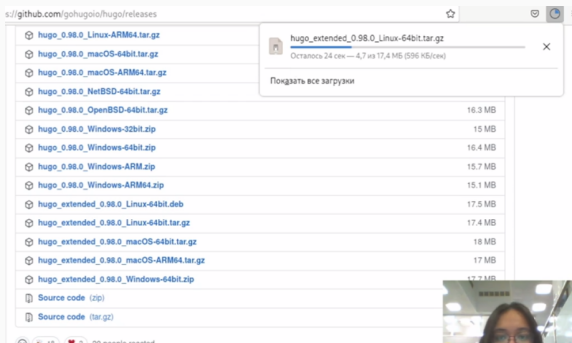 s://github.com/gohugoio/hugo/releases
hugo_extended_0.98.0_Linux-64bit.tar.gz
Осталось 24 сек — 4,7 из 17,4 МБ (596 КБ/сек)
Показать все загрузки
hugo_0.98.0_Linux-ARM64.tar.gz
hugo_0.98.0_macOS-64bit.tar.gz
hugo_0.98.0_macOS-ARM64.tar.gz
hugo_0.98.0_NetBSD-64bit.tar.gz
hugo_0.98.0_OpenBSD-64bit.tar.gz 16.3 MB
hugo_0.98.0_Windows-32bit.zip 15 MB
hugo_0.98.0_Windows-64bit.zip 16.4 MB
hugo_0.98.0_Windows-ARM.zip 15.7 MB
hugo_0.98.0_Windows-ARM64.zip 15.1 MB
hugo_extended_0.98.0_Linux-64bit.deb 17.5 MB
hugo_extended_0.98.0_Linux-64bit.tar.gz 17.4 MB
hugo_extended_0.98.0_macOS-64bit.tar.gz 18 MB
hugo_extended_0.98.0_macOS-ARM64.tar.gz 17 MB
hugo_extended_0.98.0_Windows-64bit.zip 17.7 MB
Source code (zip)
Source code (tar.gz)